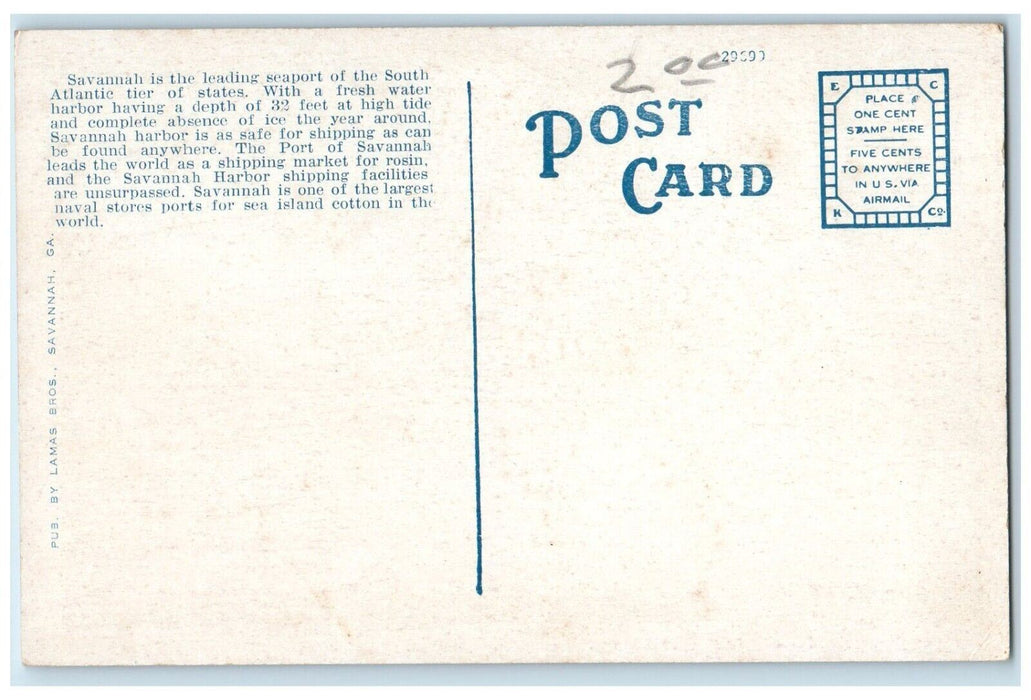 Savannah is the leading seaport of the South
Atlantic tier of states. With a fresh water
harbor having a depth of 32 feet at high tide
and complete absence of ice the year around,
Savannah harbor is as safe for shipping as can
be found anywhere. The Port of Savannah
leads the world as a shipping market for rosin,
and the Savannah Harbor shipping facilities
are unsurpassed. Savannah is one of the largest
naval stores ports for sea island cotton in the
world.
PUB. BY LAMAS BROS., SAVANNAH, GA.
2 00
POST
CARD
E C
PLACE
ONE CENT
STAMP HERE
FIVE CENTS
TO ANYWHERE
IN U S. VIA
AIRMAIL
K Co.